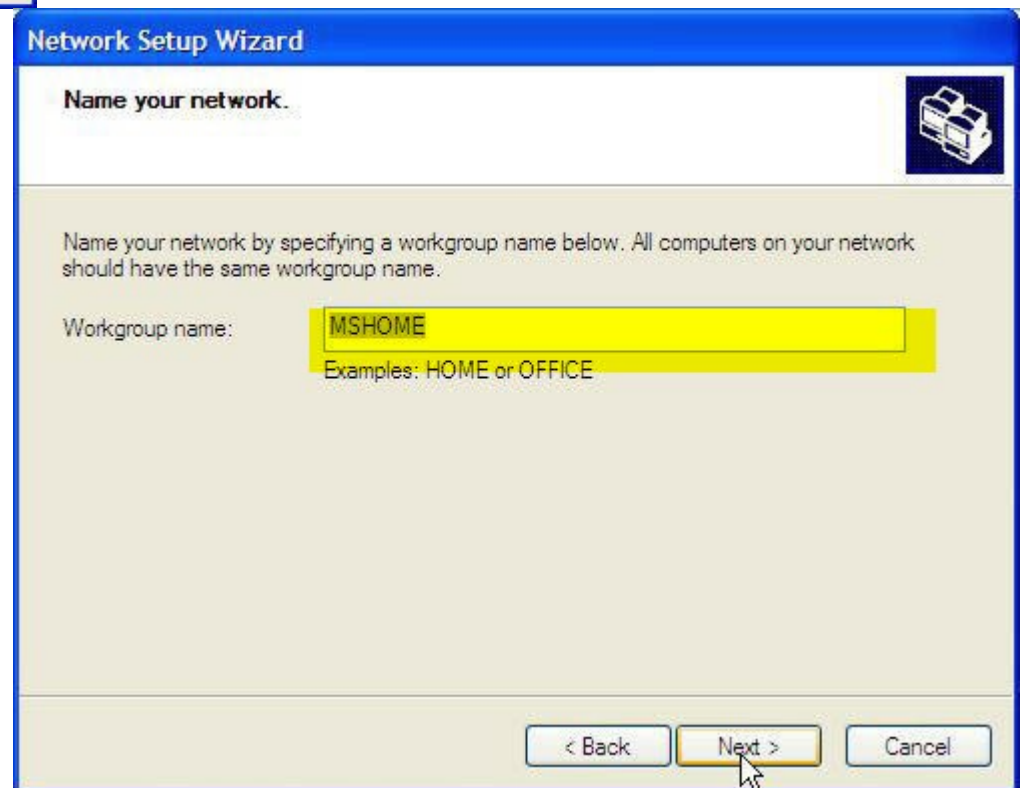 Network Setup Wizard
Name your network.
Name your network by specifying a workgroup name below. All computers on your network
should have the same workgroup name.
Workgroup name: MSHOME
Examples: HOME or OFFICE
< Back Next > Cancel